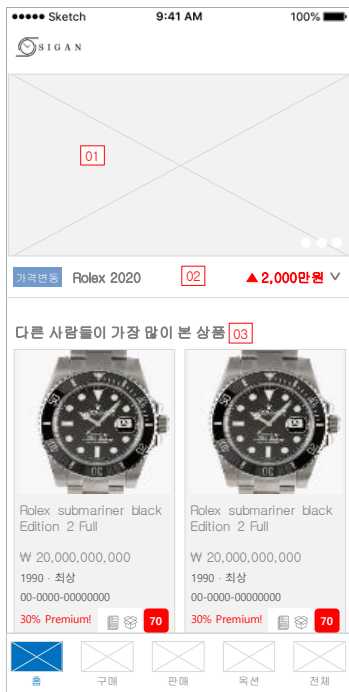 Sketch 9:41 AM 100%
SIGAN
01
가격변동 Rolex 2020 02 ▲2,000만원
다른 사람들이 가장 많이 본 상품 03
Rolex submariner black Edition 2 Full
₩ 20,000,000,000
1990 · 최상
00-0000-00000000
30% Premium! 70
Rolex submariner black Edition 2 Full
₩ 20,000,000,000
1990 · 최상
00-0000-00000000
30% Premium! 70
홈 구매 판매 옥션 전체